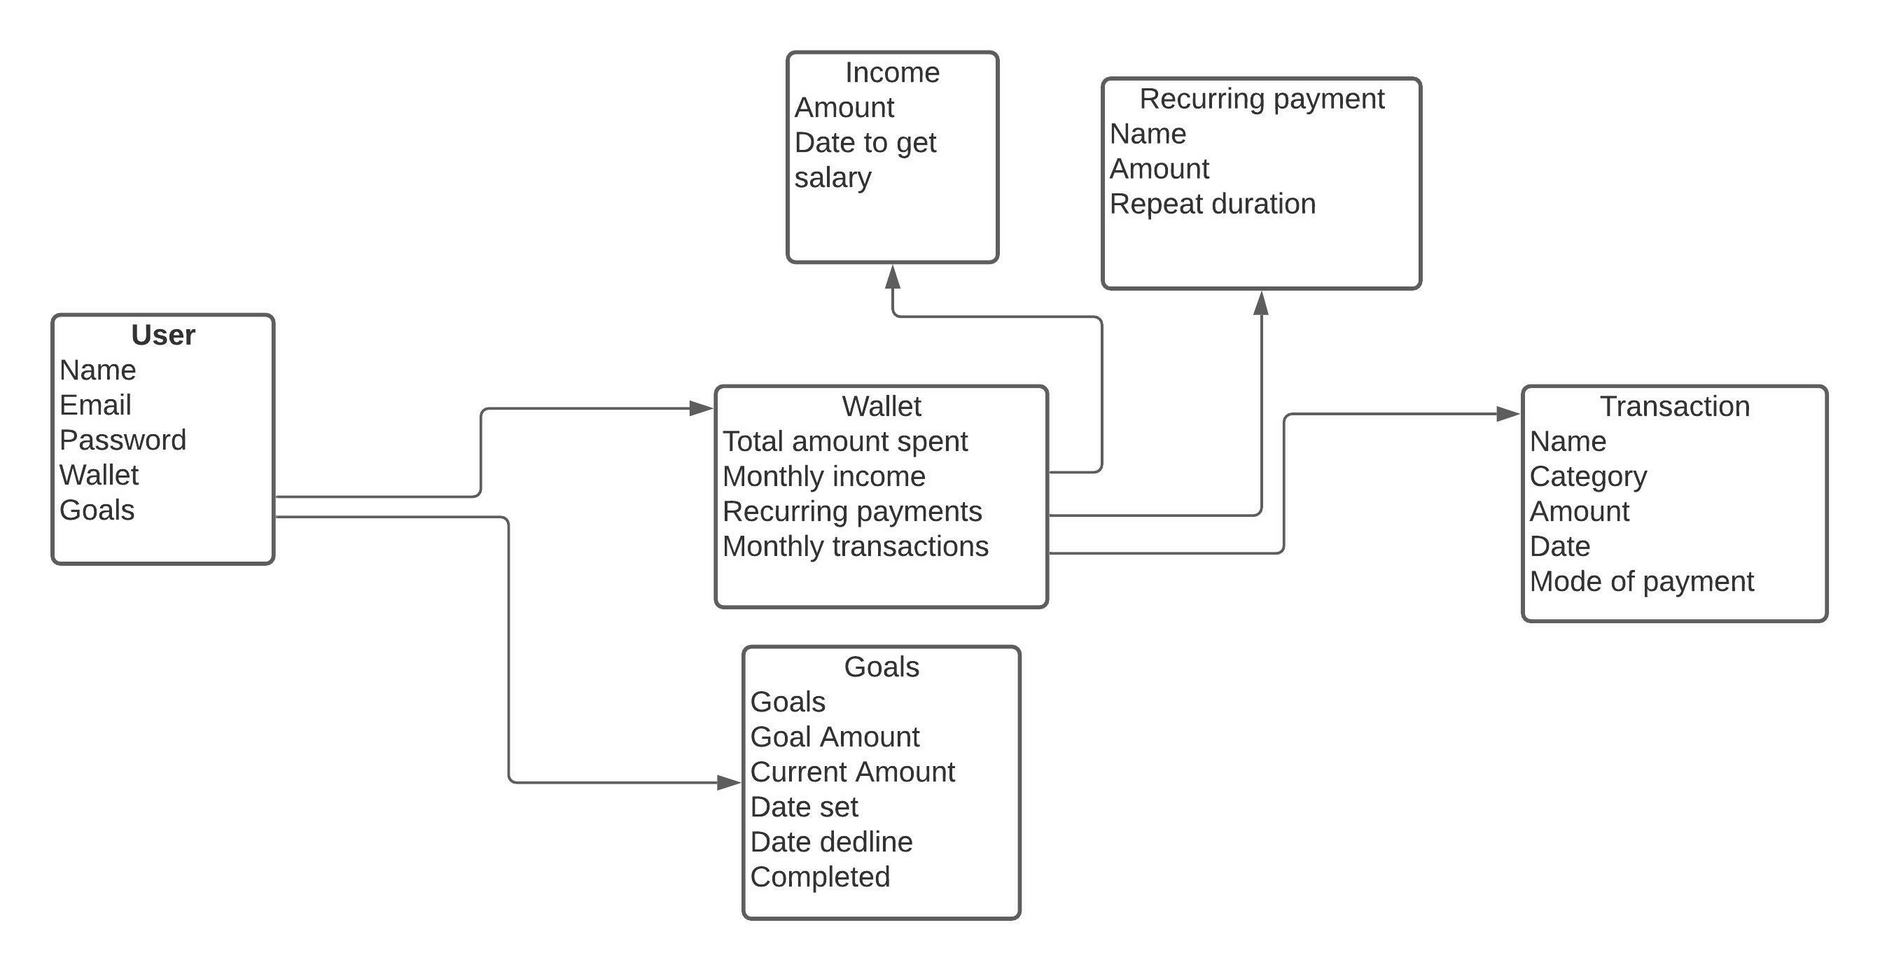 Income
Amount
Date to get
salary
Recurring payment
Name
Amount
Repeat duration
User
Name
Email
Password
Wallet
Goals
Wallet
Total amount spent
Monthly income
Recurring payments
Monthly transactions
Transaction
Name
Category
Amount
Date
Mode of payment
Goals
Goals
Goal Amount
Current Amount
Date set
Date dedline
Completed